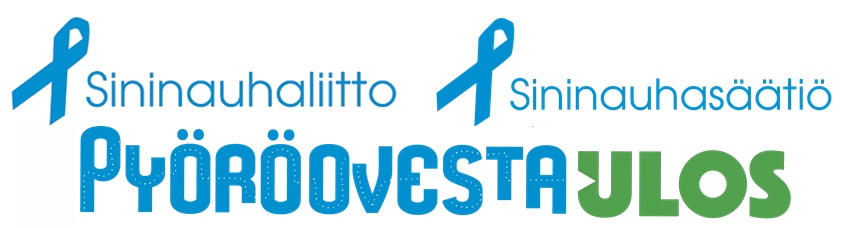 Sininauhaliitto Sininauhasäätiö
PYÖRÖOVESTA ULOS